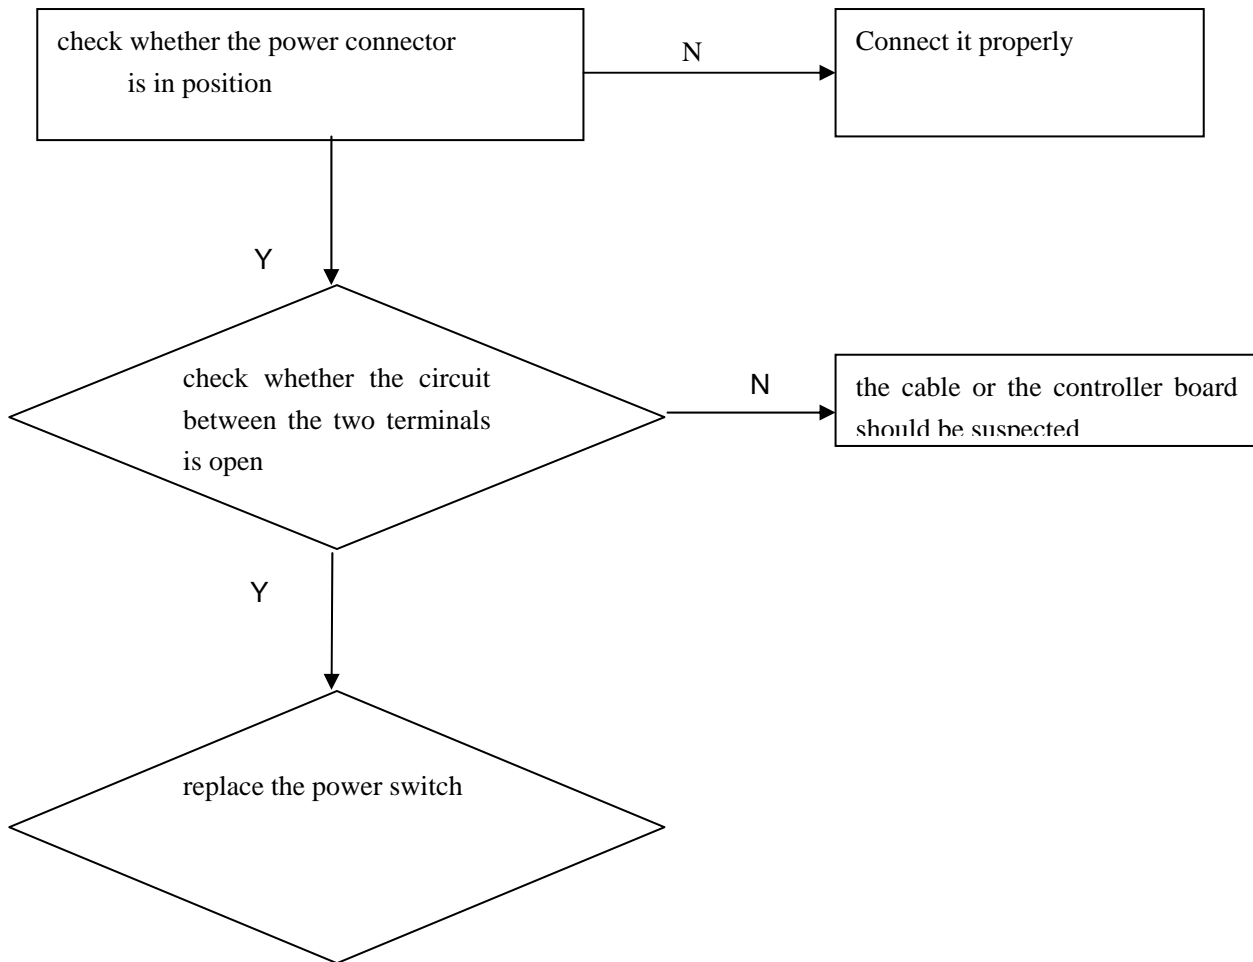 check whether the power connector
is in position
N
Connect it properly
Y
check whether the circuit
between the two terminals
is open
N
the cable or the controller board
should be suspected
Y
replace the power switch